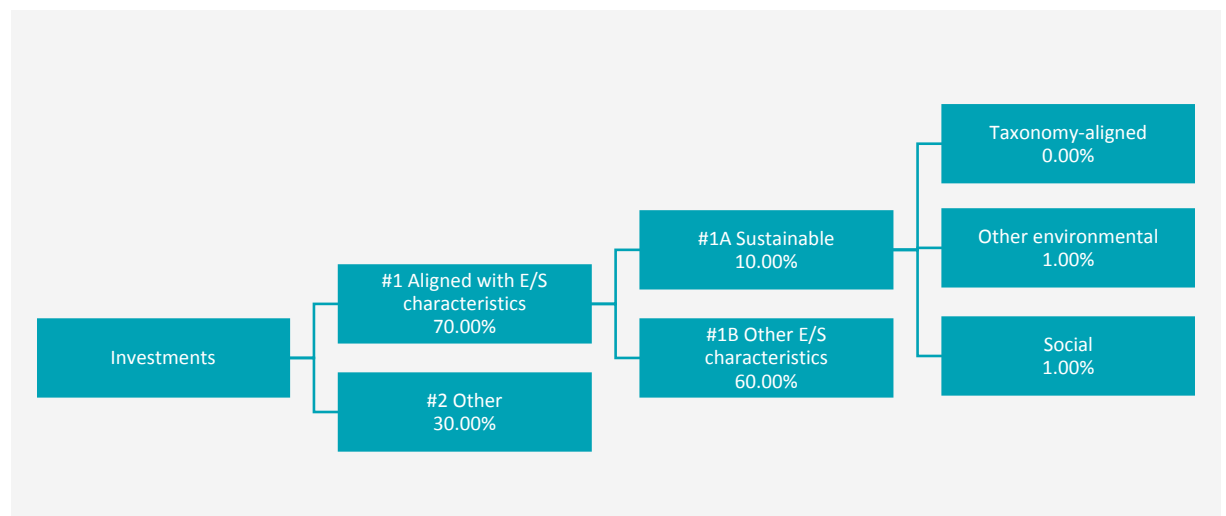 Investments
#1 Aligned with E/S
characteristics
70.00%
#2 Other
30.00%
#1A Sustainable
10.00%
#1B Other E/S
characteristics
60.00%
Taxonomy-aligned
0.00%
Other environmental
1.00%
Social
1.00%